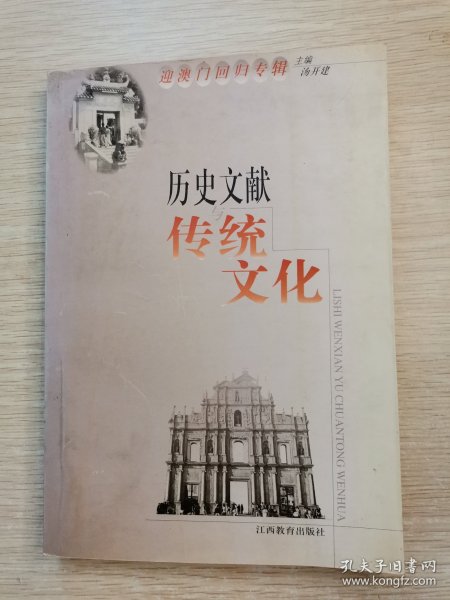 迎澳门回归专辑
主编
汤开建
历史文献
与
传统
文化
LISHI WENXIAN YU CHUANTONG WENHUA
江西教育出版社
孔夫子旧书网
www.kongfz.com